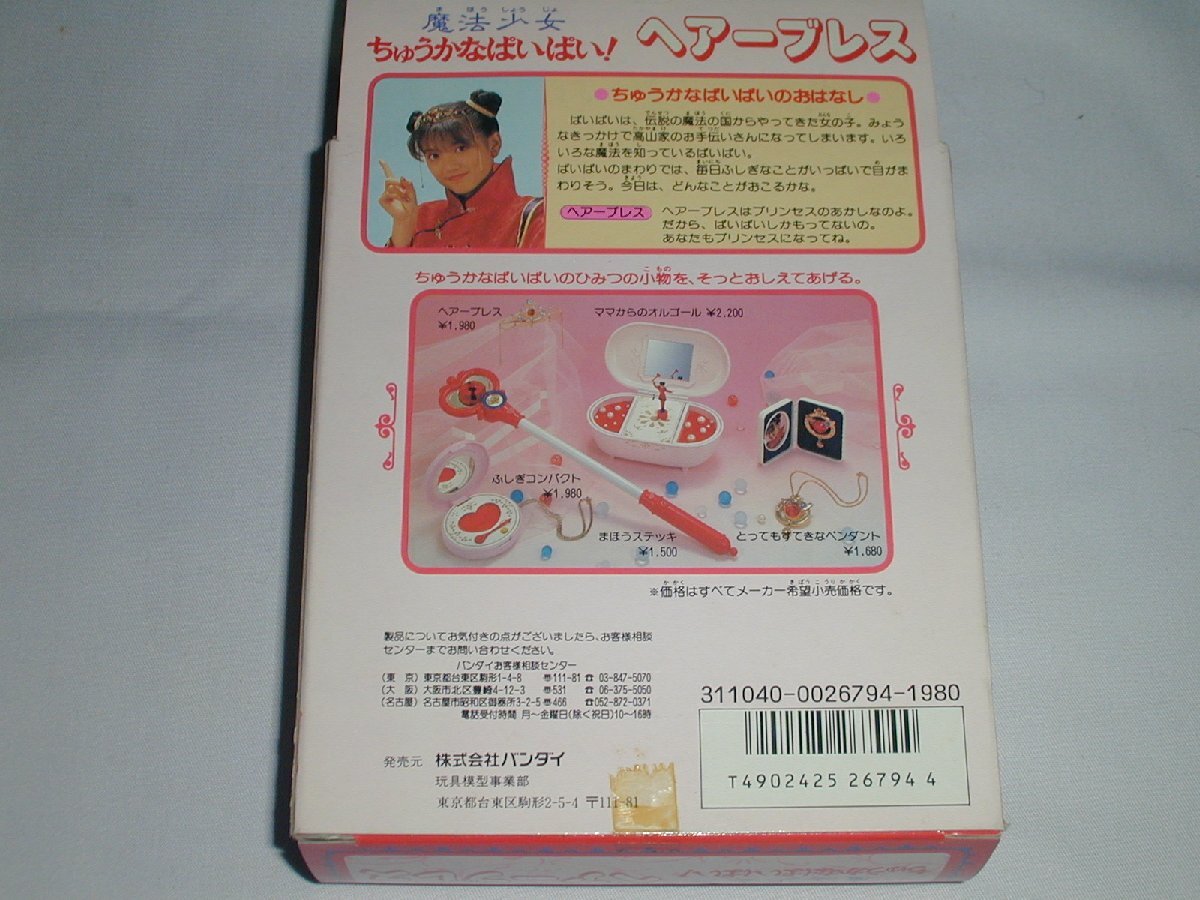 魔法少女
ちゅうかなぱいぱい!
ヘアーブレス
ちゅうかなぱいぱいのおはなし
ぱいぱいは、伝説の魔法の国からやってきた女の子。みょう
なきっかけで高山家のお手伝いさんになってしまいます。いろ
いろな魔法を知っているぱいぱい。
ぱいぱいのまわりでは、毎日ふしぎなことがいっぱいで目がま
わりそう。今日は、どんなことがおこるかな。
ヘアーブレス
ヘアーブレスはプリンセスのあかしなのよ。
だから、ぱいぱいしかもってないの。
あなたもプリンセスになってね。
ちゅうかなぱいぱいのひみつの小物を、そっとおしえてあげる。
ヘアーブレス
¥1,980
ママからのオルゴール ¥2,200
ふしぎコンパクト
¥1,980
まほうステッキ
¥1,500
とってもすてきなペンダント
¥1,680
※価格はすべてメーカー希望小売価格です。
製品についてお気付きの点がございましたら、お客様相談
センターまでお問い合わせください。
バンダイお客様相談センター
(東 京) 東京都台東区駒形1-4-8 〒111-81 ☎ 03-847-5070
(大 阪) 大阪市北区豊崎4-12-3 〒531 ☎ 06-375-5050
(名古屋) 名古屋市昭和区御器所3-2-5 〒466 ☎052-872-0371
電話受付時間 月〜金曜日(除く祝日)10〜16時
311040-0026794-1980
発売元 株式会社バンダイ
玩具模型事業部
東京都台東区駒形2-5-4 〒111-81
T4902425 26794 4
ちゅうかなぱいぱい! ヘアーブレス